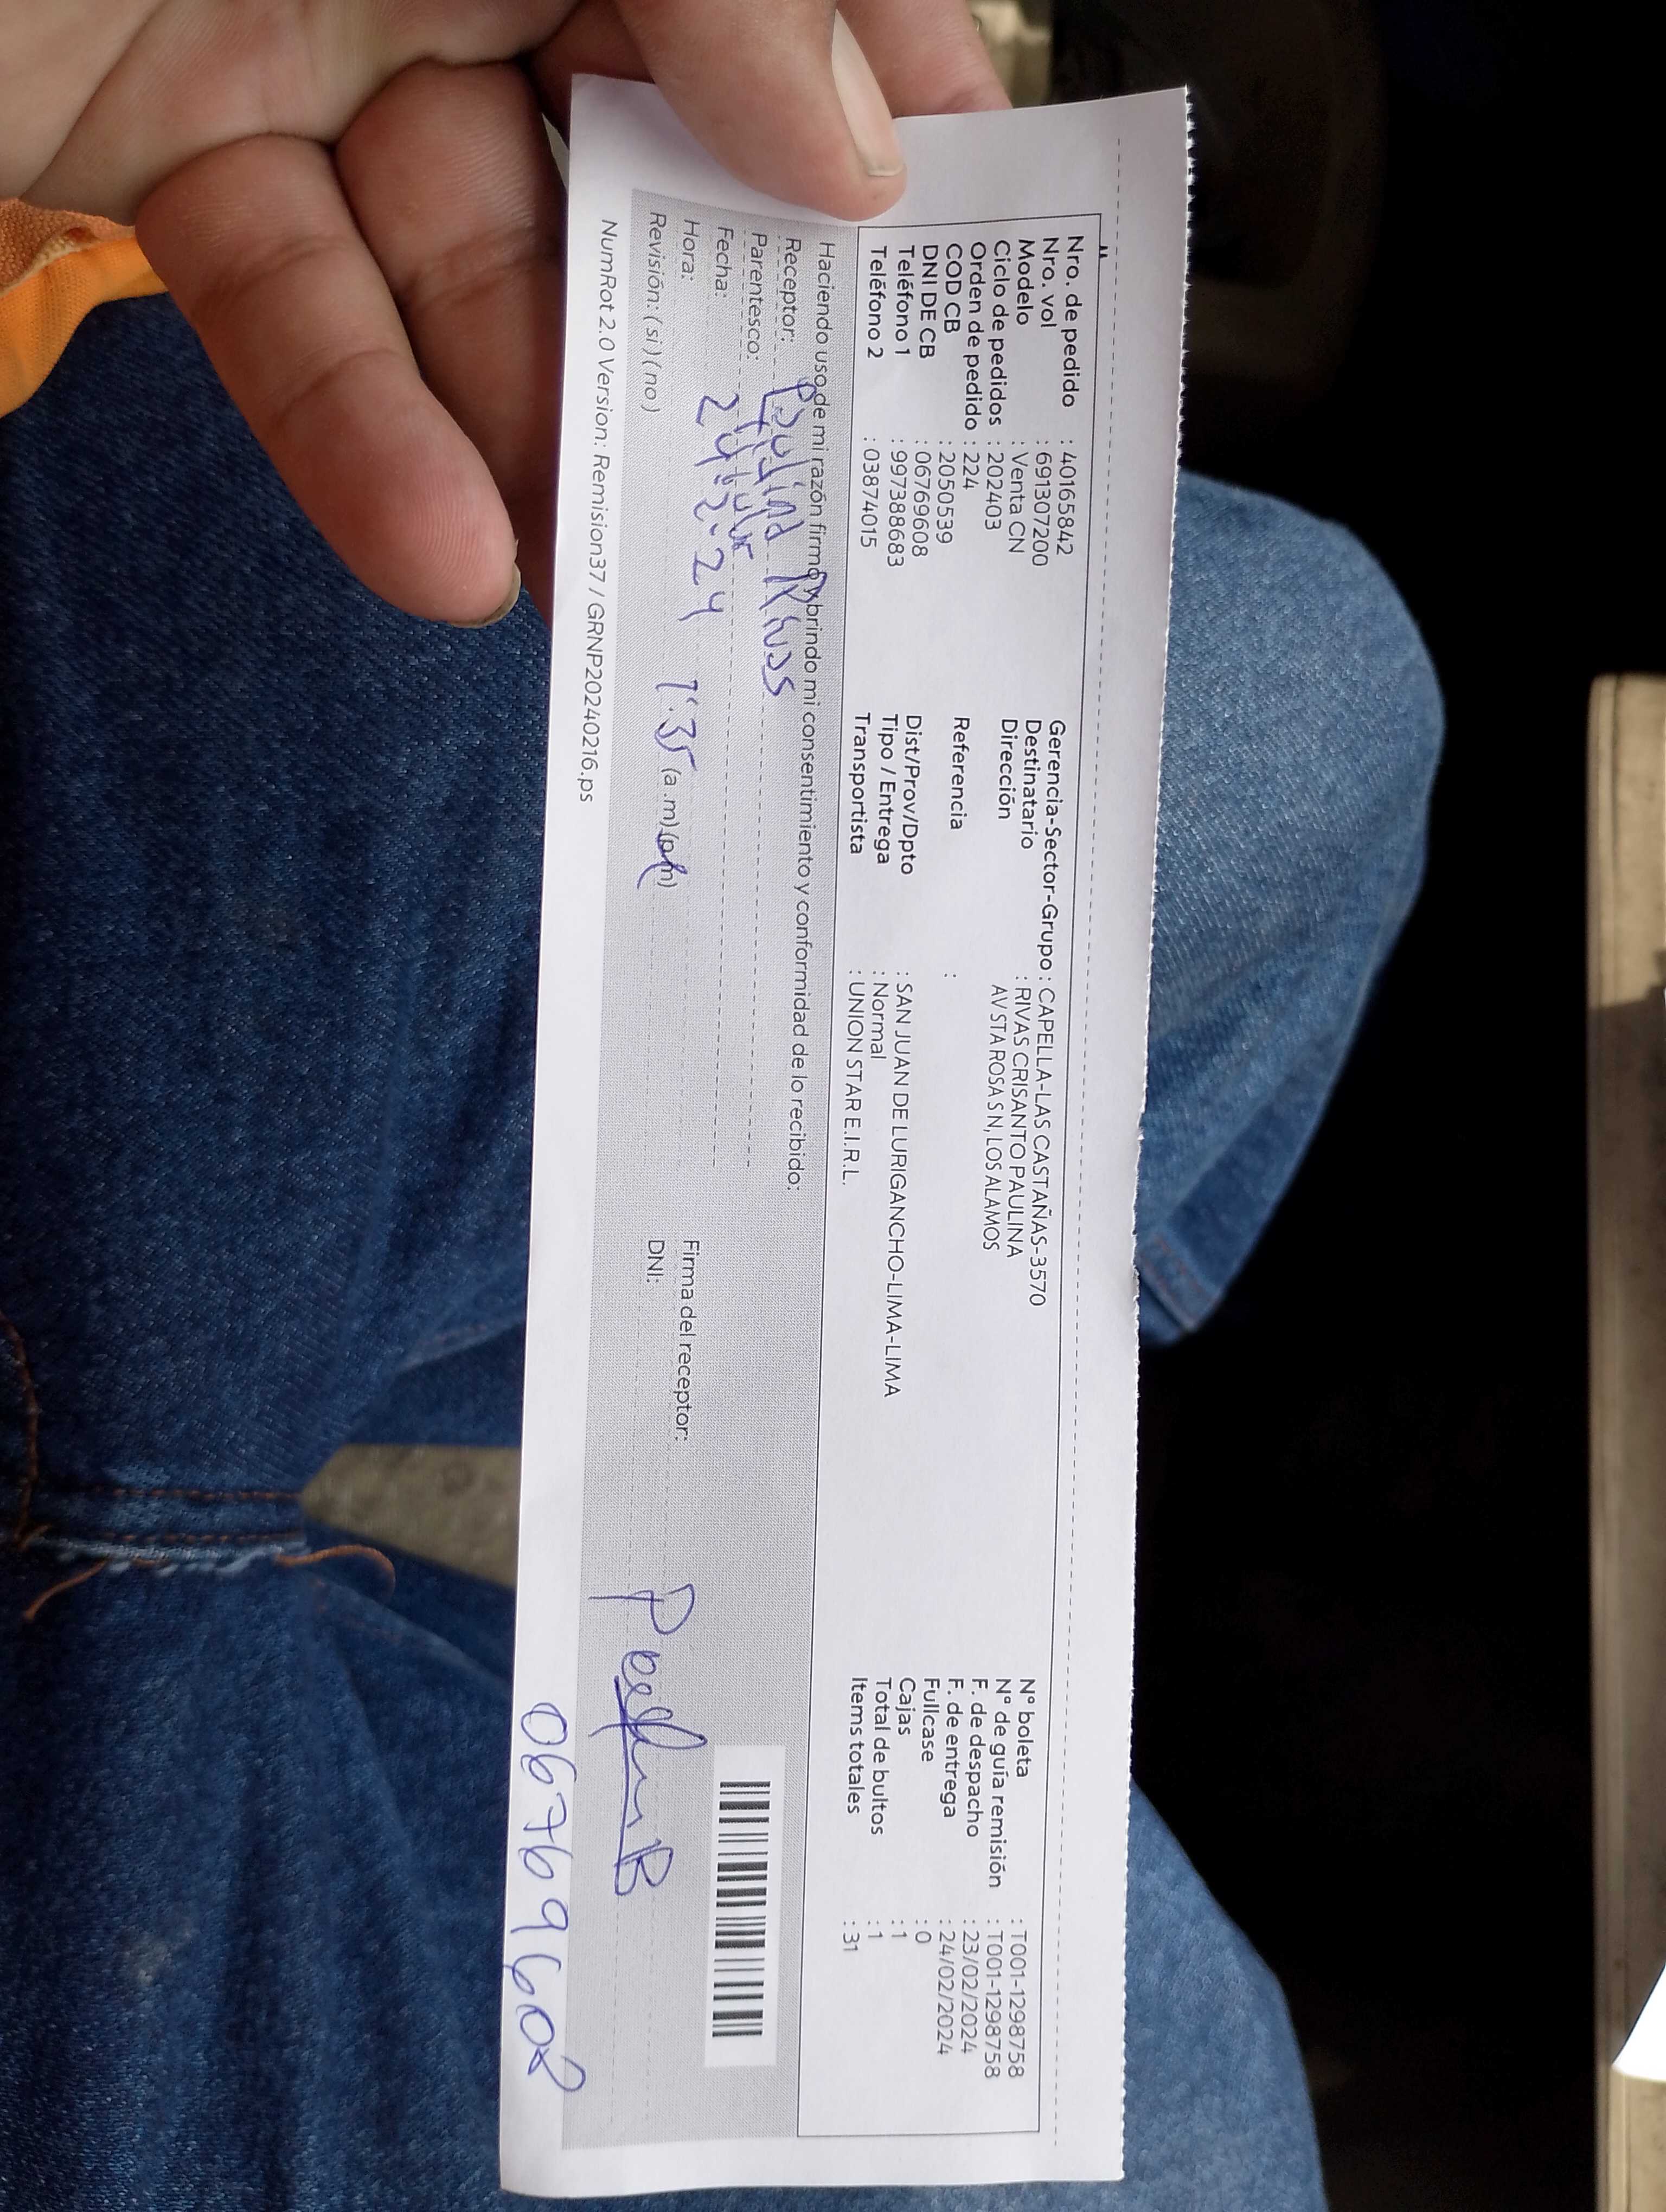 Nro. de pedido : 40165842
Nro. vol : 691307200
Modelo : Venta CN
Ciclo de pedidos : 202403
Orden de pedido : 224
COD CB : 2050539
DNI DE CB : 06769608
Teléfono 1 : 997388683
Teléfono 2 : 03874015
Gerencia-Sector-Grupo : CAPELLA-LAS CASTAÑAS-3570
Destinatario : RIVAS CRISANTO PAULINA
Dirección AV STA ROSA S N, LOS ALAMOS
Referencia :
Dist/Prov/Dpto : SAN JUAN DE LURIGANCHO-LIMA-LIMA
Tipo / Entrega : Normal
Transportista : UNION STAR E.I.R.L.
N° boleta : T001-1298758
N° de guía remisión : T001-1298758
F. de despacho : 23/02/2024
F. de entrega : 24/02/2024
Fullcase : 0
Cajas : 1
Total de bultos : 1
Items totales : 31
Haciendo uso de mi razón firmo y brindo mi consentimiento y conformidad de lo recibido:
Receptor: Paulina Rivas
Parentesco: titular
Fecha: 24-2-24
Hora: 1:35 (a.m) (p.m)
Revisión: (si) (no)
Firma del receptor:
DNI: 06769608
NumRot 2.0 Version: Remision37 / GRNP20240216.ps